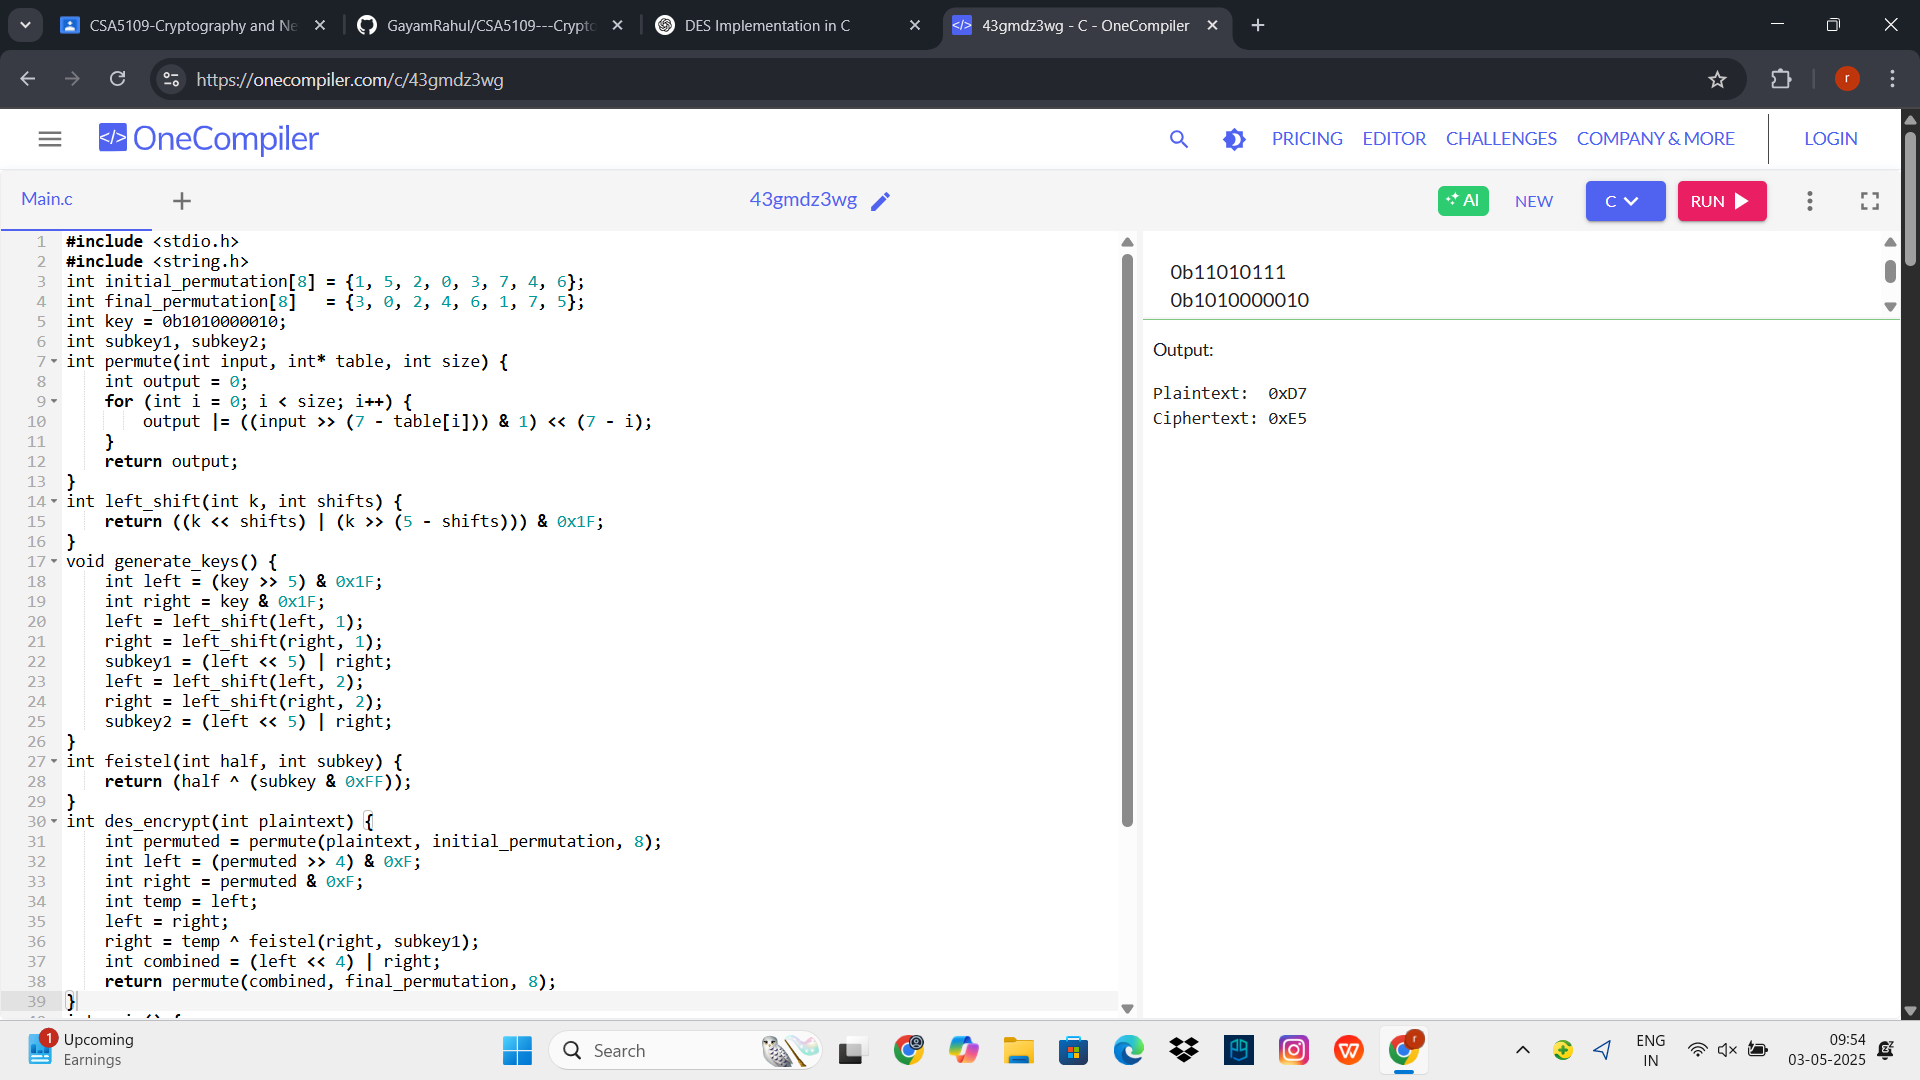 CSA5109-Cryptography and Ne
GayamRahul/CSA5109---Crypto
DES Implementation in C
43gmdz3wg - C - OneCompiler
https://onecompiler.com/c/43gmdz3wg
r
</> OneCompiler
PRICING EDITOR CHALLENGES COMPANY & MORE LOGIN
Main.c
43gmdz3wg
AI NEW C RUN
1 #include <stdio.h>
2 #include <string.h>
3 int initial_permutation[8] = {1, 5, 2, 0, 3, 7, 4, 6};
4 int final_permutation[8]   = {3, 0, 2, 4, 6, 1, 7, 5};
5 int key = 0b1010000010;
6 int subkey1, subkey2;
7 int permute(int input, int* table, int size) {
8     int output = 0;
9     for (int i = 0; i < size; i++) {
10         output |= ((input >> (7 - table[i])) & 1) << (7 - i);
11     }
12     return output;
13 }
14 int left_shift(int k, int shifts) {
15     return ((k << shifts) | (k >> (5 - shifts))) & 0x1F;
16 }
17 void generate_keys() {
18     int left = (key >> 5) & 0x1F;
19     int right = key & 0x1F;
20     left = left_shift(left, 1);
21     right = left_shift(right, 1);
22     subkey1 = (left << 5) | right;
23     left = left_shift(left, 2);
24     right = left_shift(right, 2);
25     subkey2 = (left << 5) | right;
26 }
27 int feistel(int half, int subkey) {
28     return (half ^ (subkey & 0xFF));
29 }
30 int des_encrypt(int plaintext) {
31     int permuted = permute(plaintext, initial_permutation, 8);
32     int left = (permuted >> 4) & 0xF;
33     int right = permuted & 0xF;
34     int temp = left;
35     left = right;
36     right = temp ^ feistel(right, subkey1);
37     int combined = (left << 4) | right;
38     return permute(combined, final_permutation, 8);
39 }
0b11010111
0b1010000010
Output:
Plaintext:  0xD7
Ciphertext: 0xE5
1
Upcoming
Earnings
Search
ENG
IN
09:54
03-05-2025